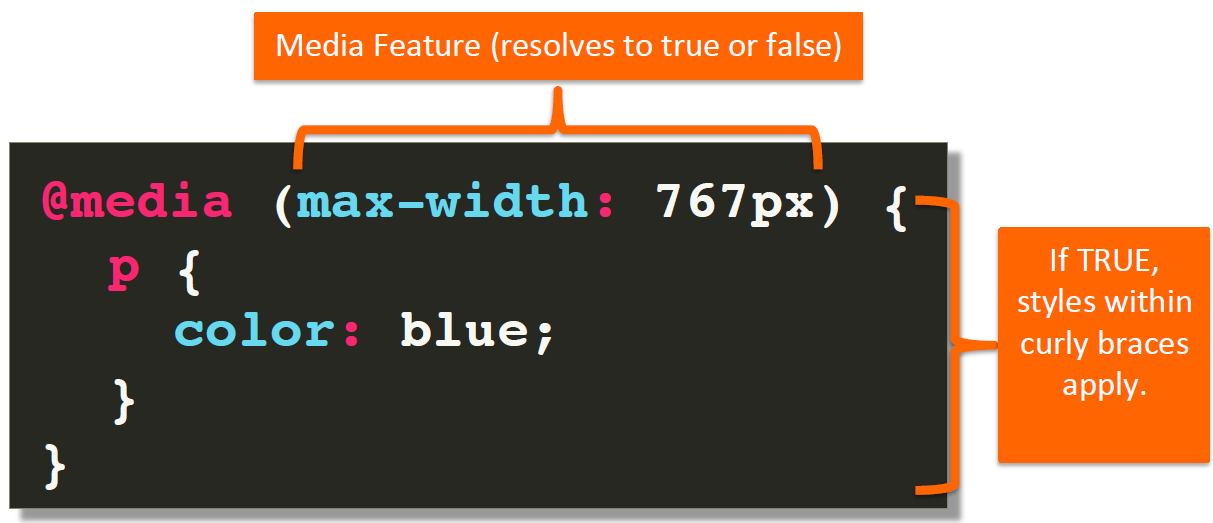 Media Feature (resolves to true or false)
@media (max-width: 767px) {
p {
color: blue;
}
}
If TRUE,
styles within
curly braces
apply.